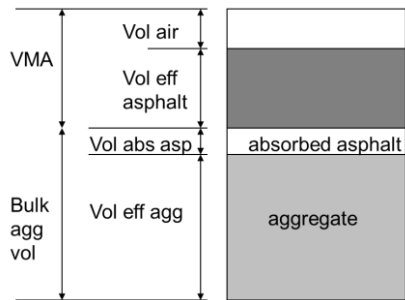 Vol air
VMA
Vol eff
asphalt
Vol abs asp
absorbed asphalt
Bulk
agg
vol
Vol eff agg
aggregate